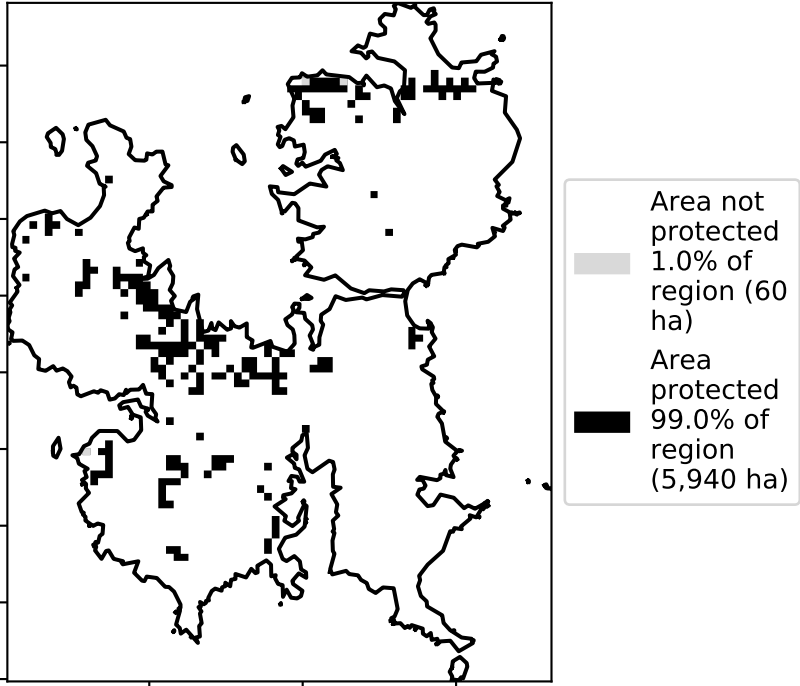 Area not
protected
1.0% of
region (60
ha)
Area
protected
99.0% of
region
(5,940 ha)